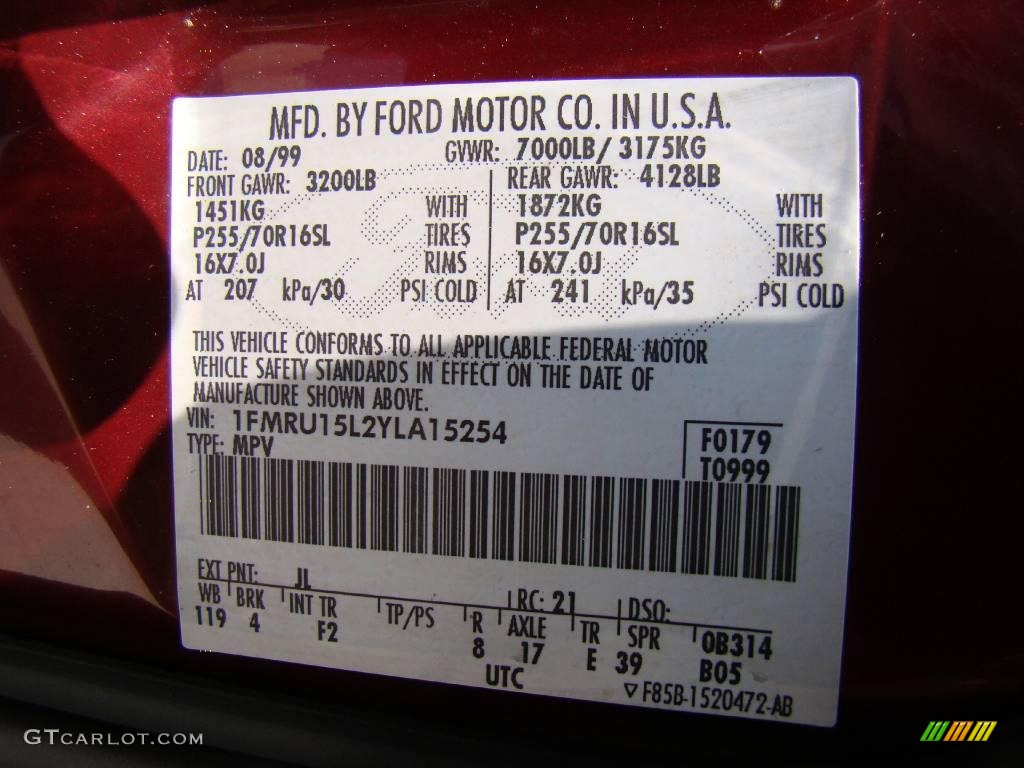 MFD. BY FORD MOTOR CO. IN U.S.A.
DATE: 08/99 GVWR: 7000LB/ 3175KG
FRONT GAWR: 3200LB REAR GAWR: 4128LB
1451KG WITH 1872KG WITH
P255/70R16SL TIRES P255/70R16SL TIRES
16X7.0J RIMS 16X7.0J RIMS
AT 207 kPa/30 PSI COLD AT 241 kPa/35 PSI COLD
THIS VEHICLE CONFORMS TO ALL APPLICABLE FEDERAL MOTOR
VEHICLE SAFETY STANDARDS IN EFFECT ON THE DATE OF
MANUFACTURE SHOWN ABOVE.
VIN: 1FMRU15L2YLA15254
TYPE: MPV
F0179
T0999
EXT PNT: JL RC: 21 DSO:
WB BRK INT TR TP/PS R AXLE TR SPR 0B314
119 4 F2 8 17 E 39 B05
UTC
▽F85B-1520472-AB
GTCARLOT.COM